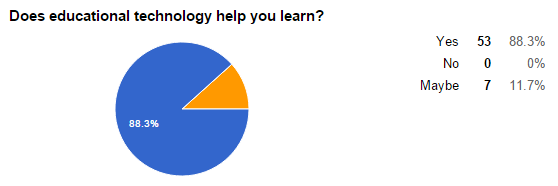 Does educational technology help you learn?
Yes 53 88.3%
No 0 0%
Maybe 7 11.7%
88.3%